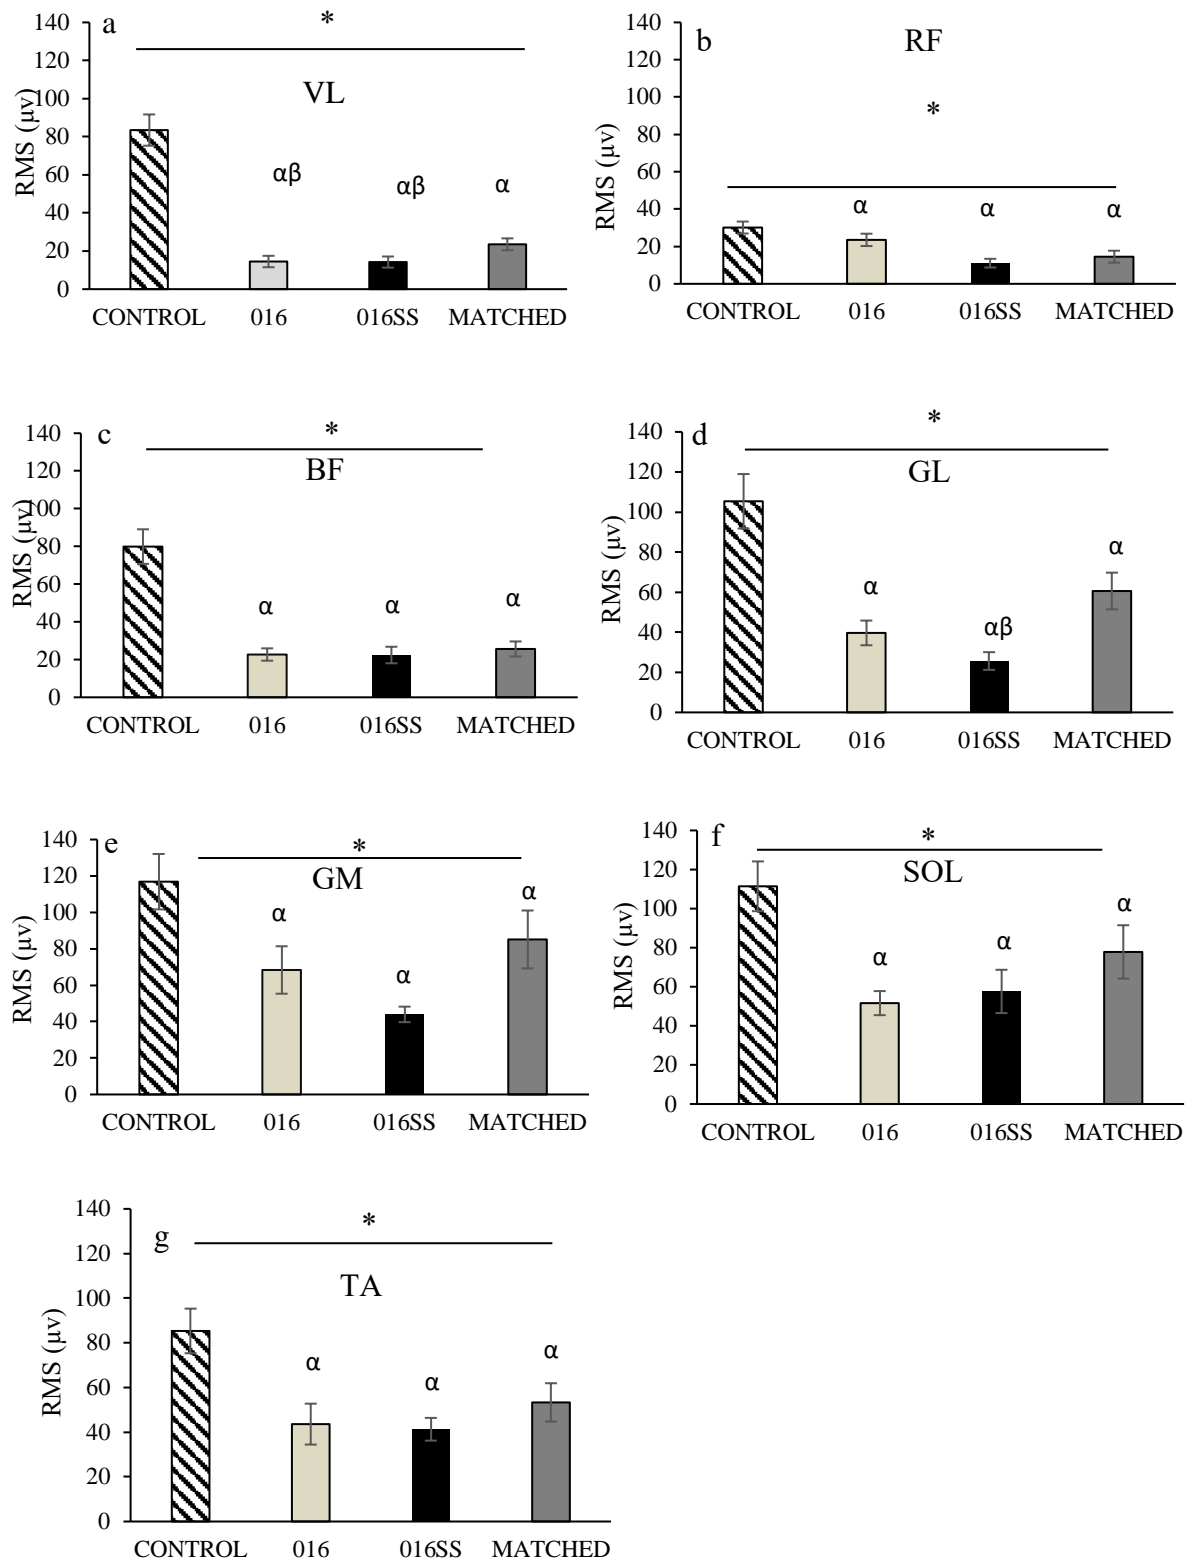 a
*
VL
RMS (μv)
140
120
100
80
60
40
20
0
αβ
αβ
α
CONTROL
016
016SS
MATCHED
b
RF
*
RMS (μv)
140
120
100
80
60
40
20
0
α
α
α
CONTROL
016
016SS
MATCHED
c
*
BF
RMS (μv)
140
120
100
80
60
40
20
0
α
α
α
CONTROL
016
016SS
MATCHED
d
*
GL
RMS (μv)
140
120
100
80
60
40
20
0
α
αβ
α
CONTROL
016
016SS
MATCHED
e
*
GM
RMS (μv)
140
120
100
80
60
40
20
0
α
α
α
CONTROL
016
016SS
MATCHED
f
*
SOL
RMS (μv)
140
120
100
80
60
40
20
0
α
α
α
CONTROL
016
016SS
MATCHED
g
*
TA
RMS (μv)
140
120
100
80
60
40
20
0
α
α
α
CONTROL
016
016SS
MATCHED